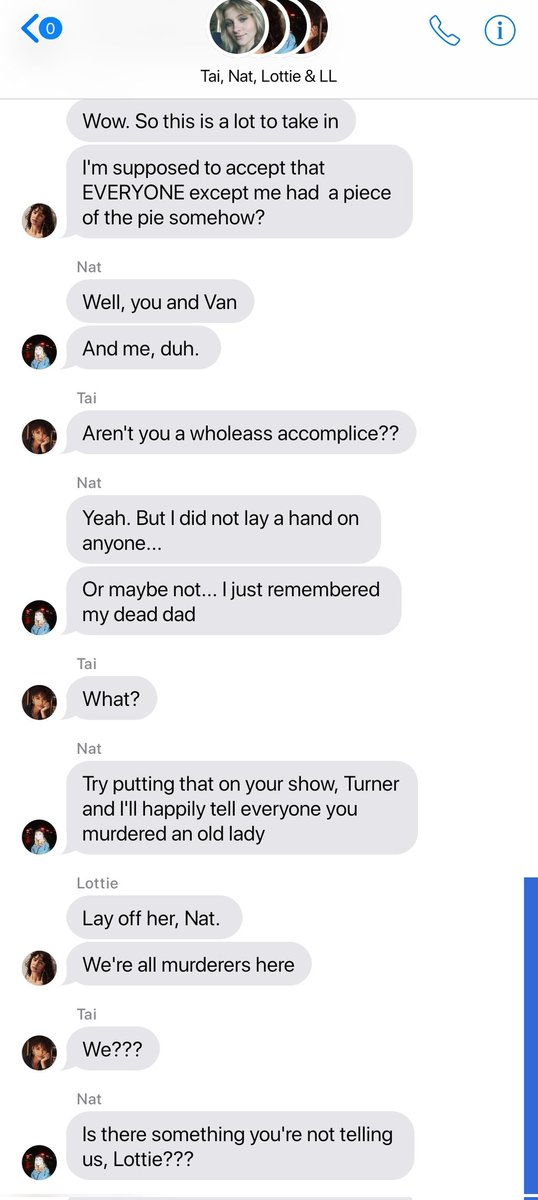 0
Tai, Nat, Lottie & LL
Wow. So this is a lot to take in
I'm supposed to accept that
EVERYONE except me had a piece
of the pie somehow?
Nat
Well, you and Van
And me, duh.
Tai
Aren't you a wholeass accomplice??
Nat
Yeah. But I did not lay a hand on
anyone...
Or maybe not... I just remembered
my dead dad
Tai
What?
Nat
Try putting that on your show, Turner
and I'll happily tell everyone you
murdered an old lady
Lottie
Lay off her, Nat.
We're all murderers here
Tai
We???
Nat
Is there something you're not telling
us, Lottie???